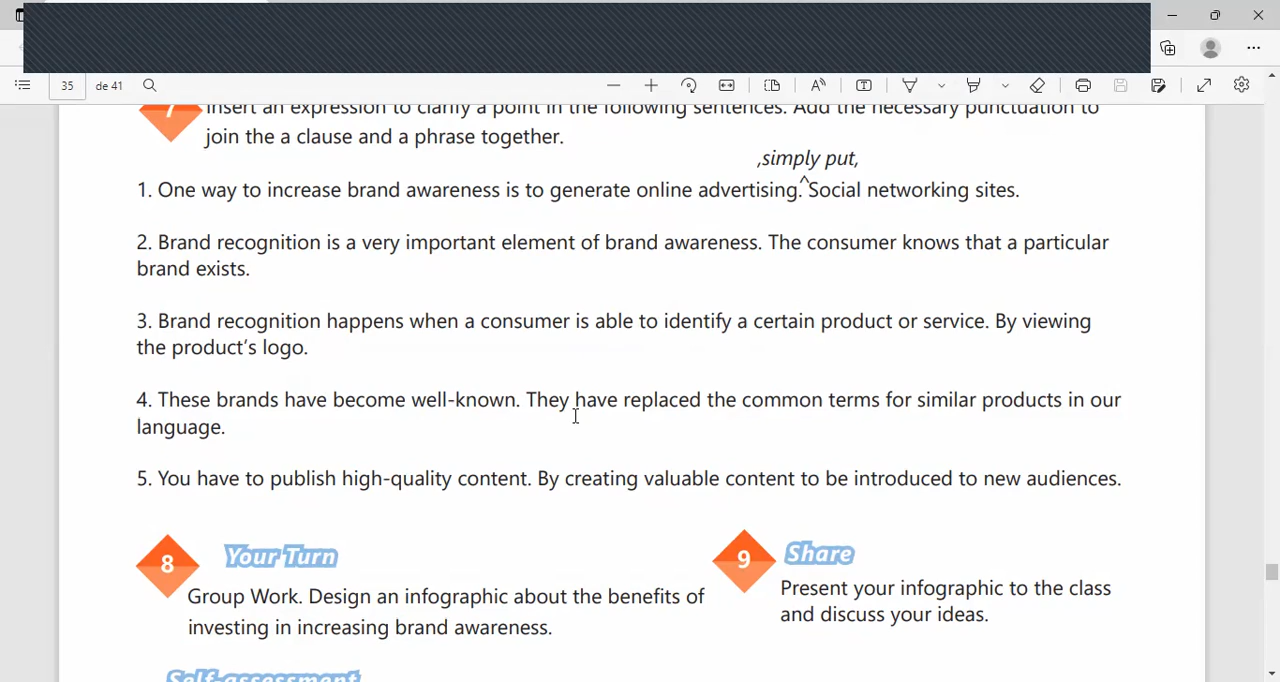 35 de 41
7 Insert an expression to clarify a point in the following sentences. Add the necessary punctuation to
join the a clause and a phrase together.
,simply put,
1. One way to increase brand awareness is to generate online advertising.^Social networking sites.
2. Brand recognition is a very important element of brand awareness. The consumer knows that a particular
brand exists.
3. Brand recognition happens when a consumer is able to identify a certain product or service. By viewing
the product's logo.
4. These brands have become well-known. They have replaced the common terms for similar products in our
language.
5. You have to publish high-quality content. By creating valuable content to be introduced to new audiences.
8 Your Turn
Group Work. Design an infographic about the benefits of
investing in increasing brand awareness.
9 Share
Present your infographic to the class
and discuss your ideas.
Self-assessment